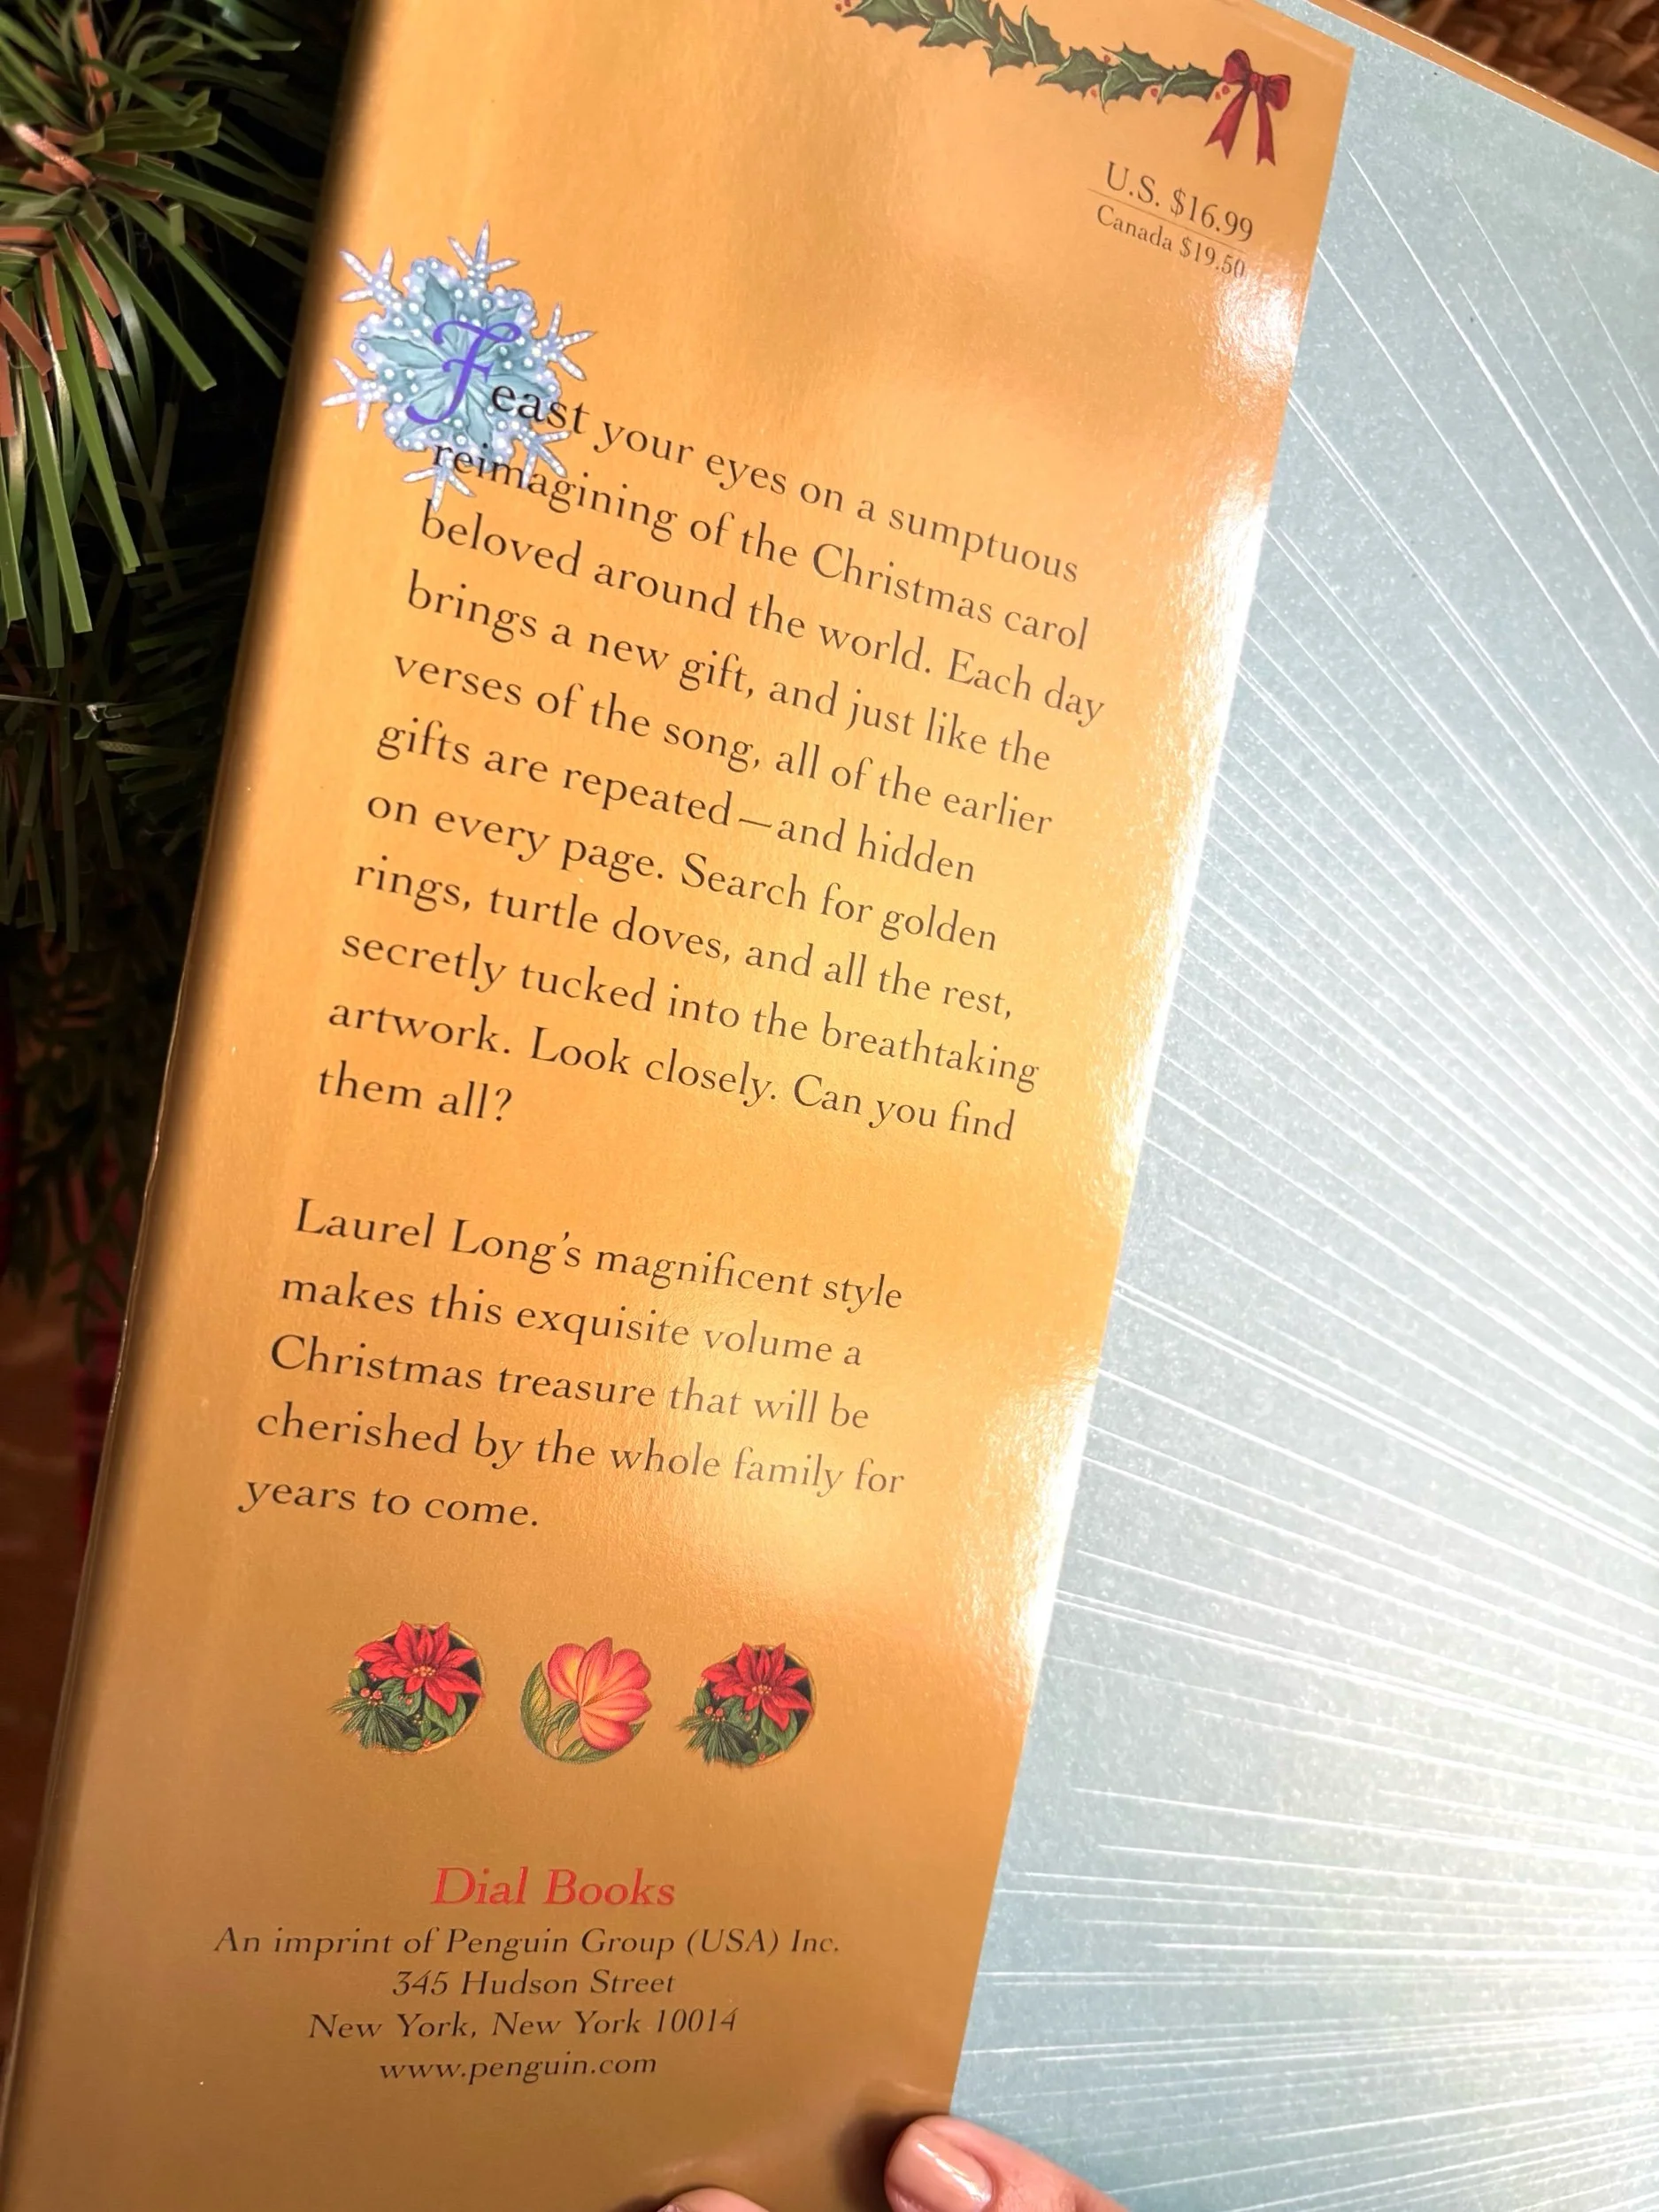 U.S. $16.99
Canada $19.50
Feast your eyes on a sumptuous
reimagining of the Christmas carol
beloved around the world. Each day
brings a new gift, and just like the
verses of the song, all of the earlier
gifts are repeated—and hidden
on every page. Search for golden
rings, turtle doves, and all the rest,
secretly tucked into the breathtaking
artwork. Look closely. Can you find
them all?
Laurel Long's magnificent style
makes this exquisite volume a
Christmas treasure that will be
cherished by the whole family for
years to come.
Dial Books
An imprint of Penguin Group (USA) Inc.
345 Hudson Street
New York, New York 10014
www.penguin.com